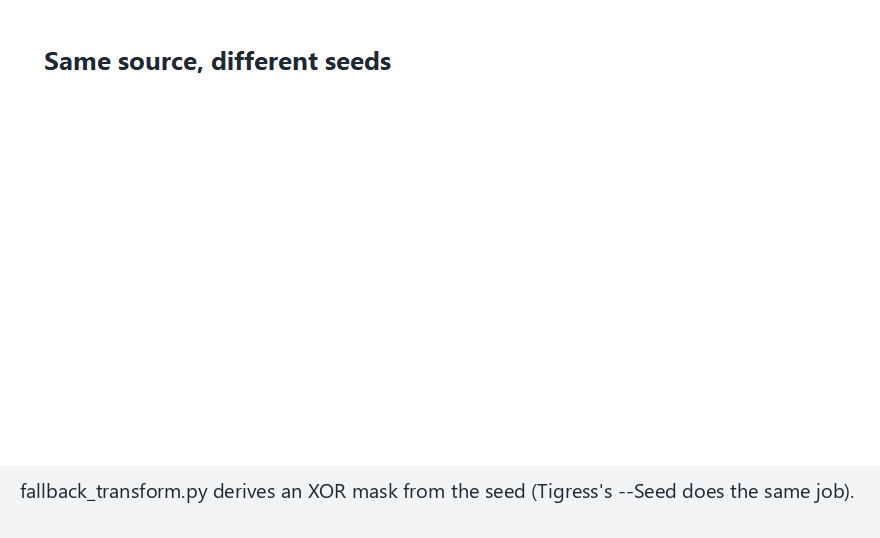 Same source, different seeds
fallback_transform.py derives an XOR mask from the seed (Tigress's --Seed does the same job).